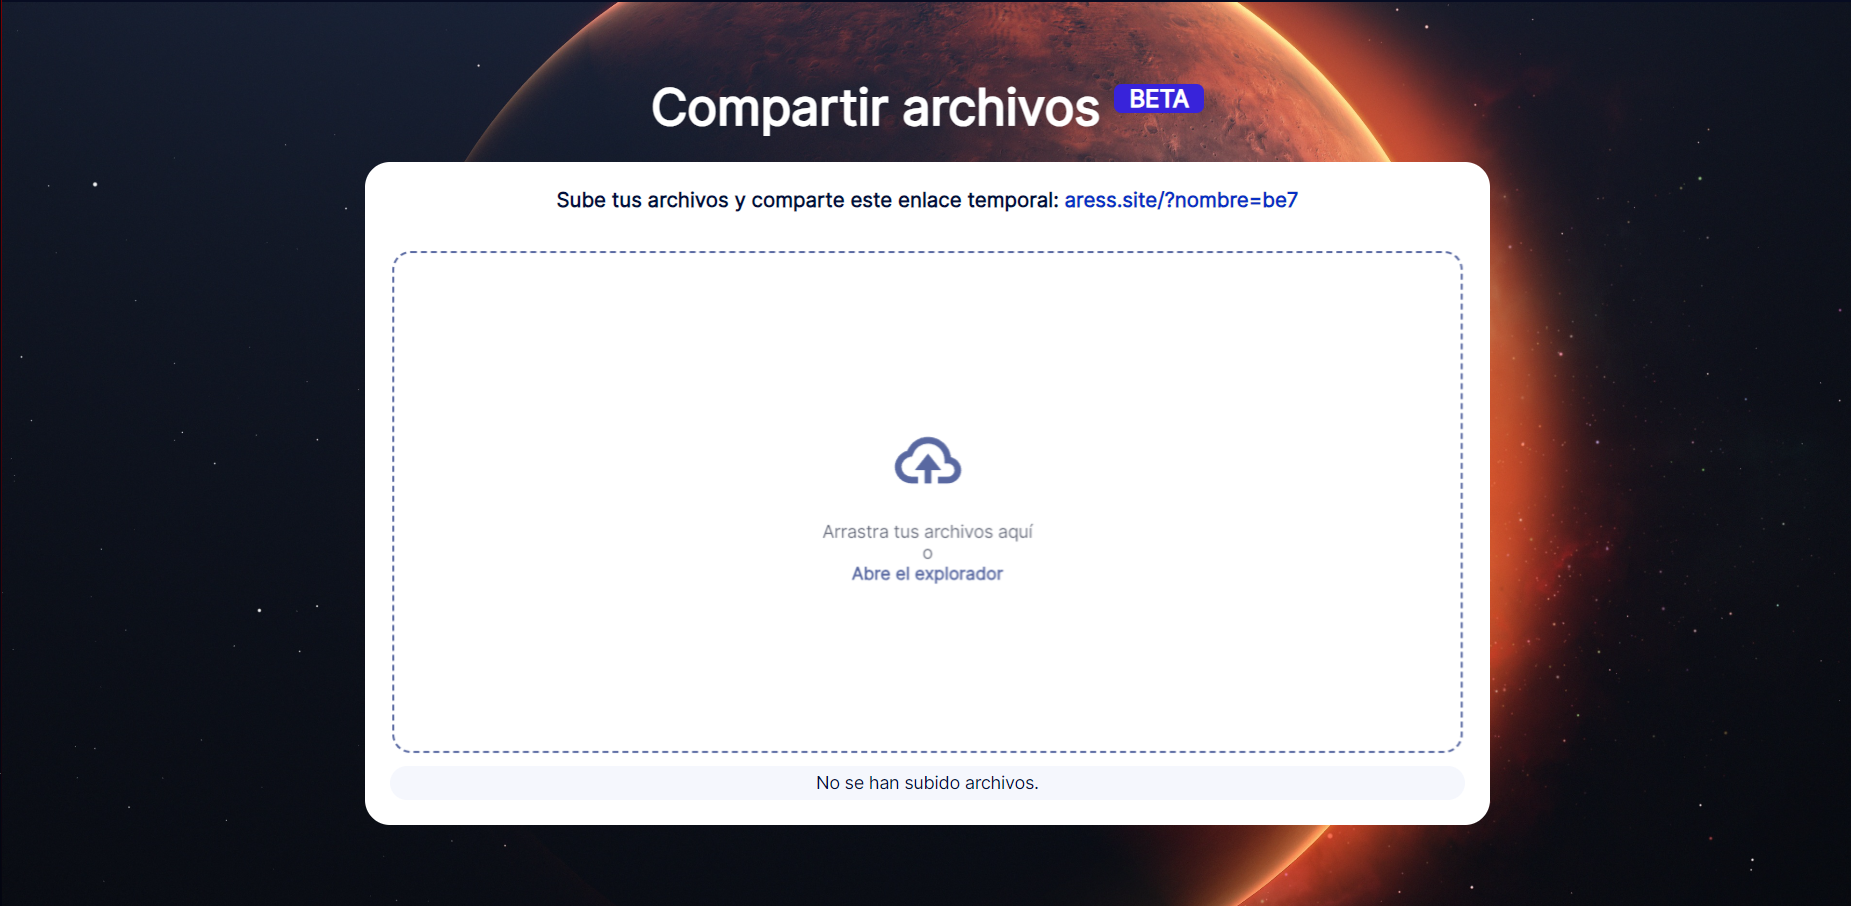 Compartir archivos BETA
Sube tus archivos y comparte este enlace temporal: aress.site/?nombre=be7
Arrastra tus archivos aquí
o
Abre el explorador
No se han subido archivos.